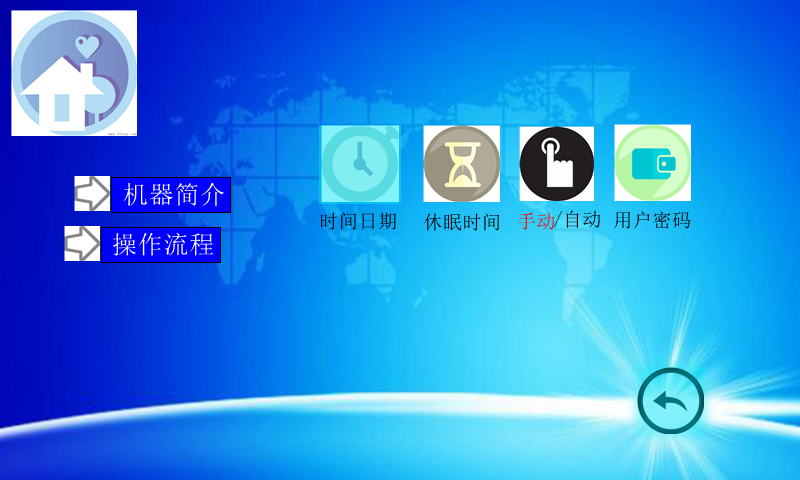 机器简介
操作流程
时间日期
休眠时间
手动/自动
用户密码